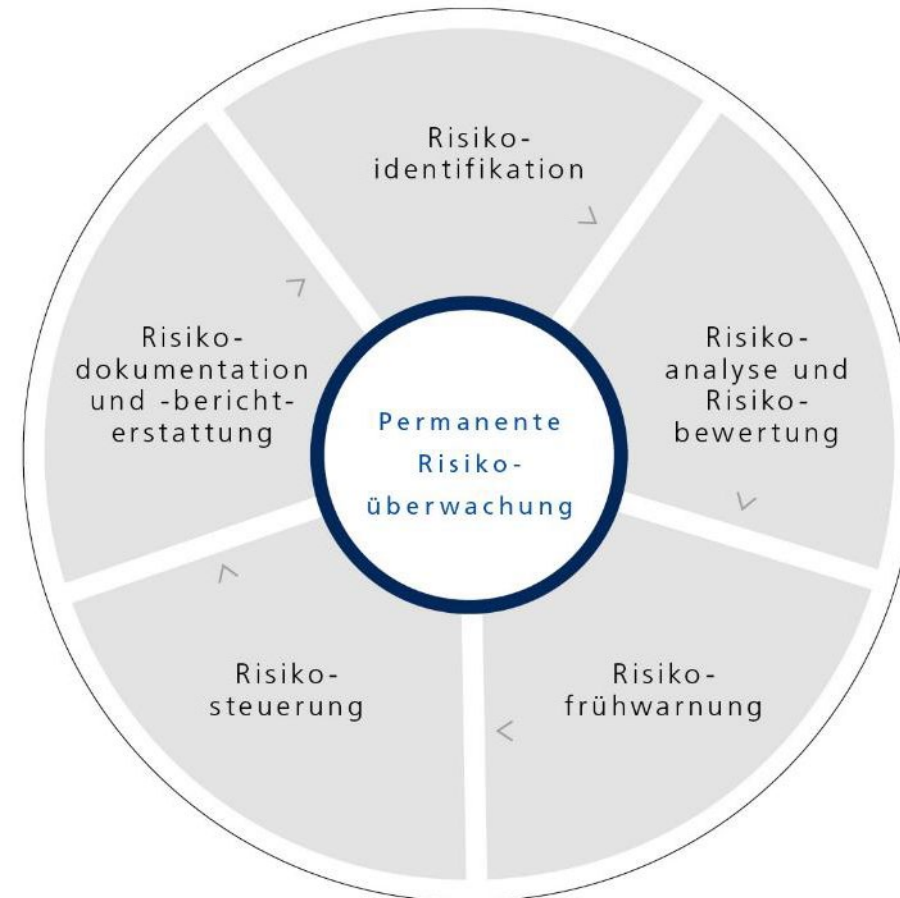 Risiko-
identifikation
Risiko-
analyse und
Risiko-
bewertung
Risiko-
frühwarnung
Risiko-
steuerung
Risiko-
dokumentation
und -bericht-
erstattung
Permanente
Risiko-
überwachung